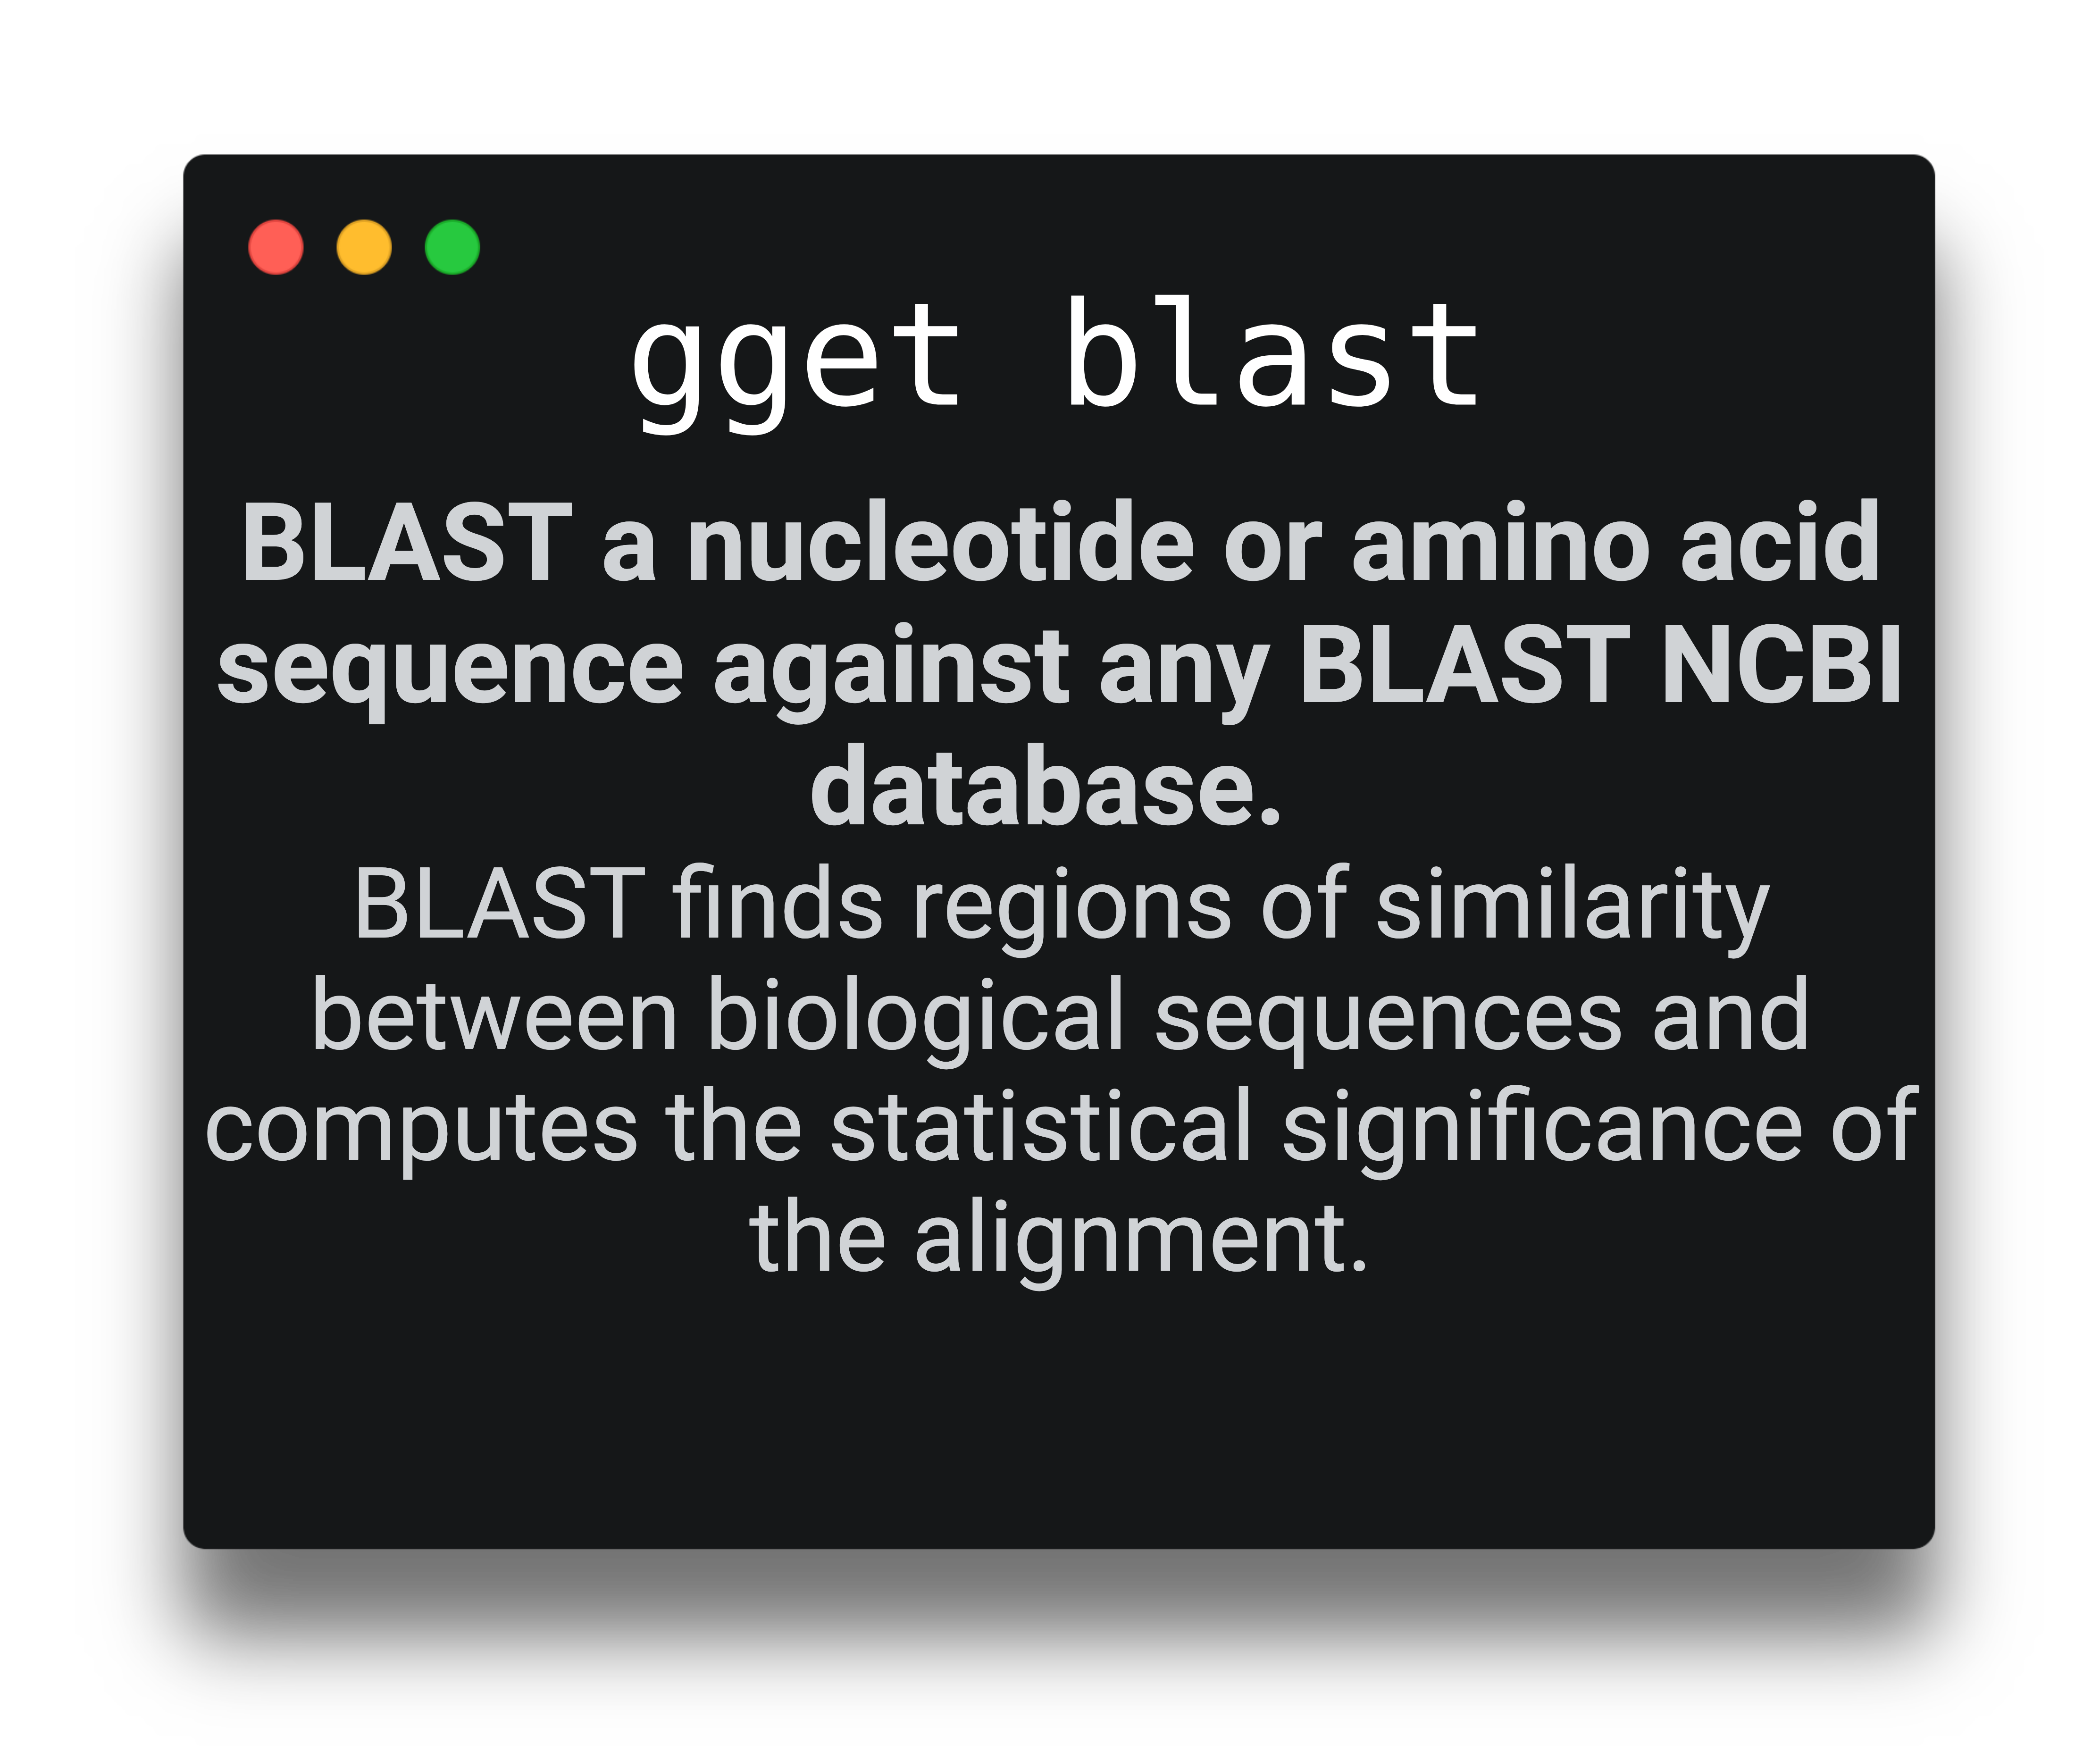 gget blast
BLAST a nucleotide or amino acid
sequence against any BLAST NCBI
database.
BLAST finds regions of similarity
between biological sequences and
computes the statistical significance of
the alignment.